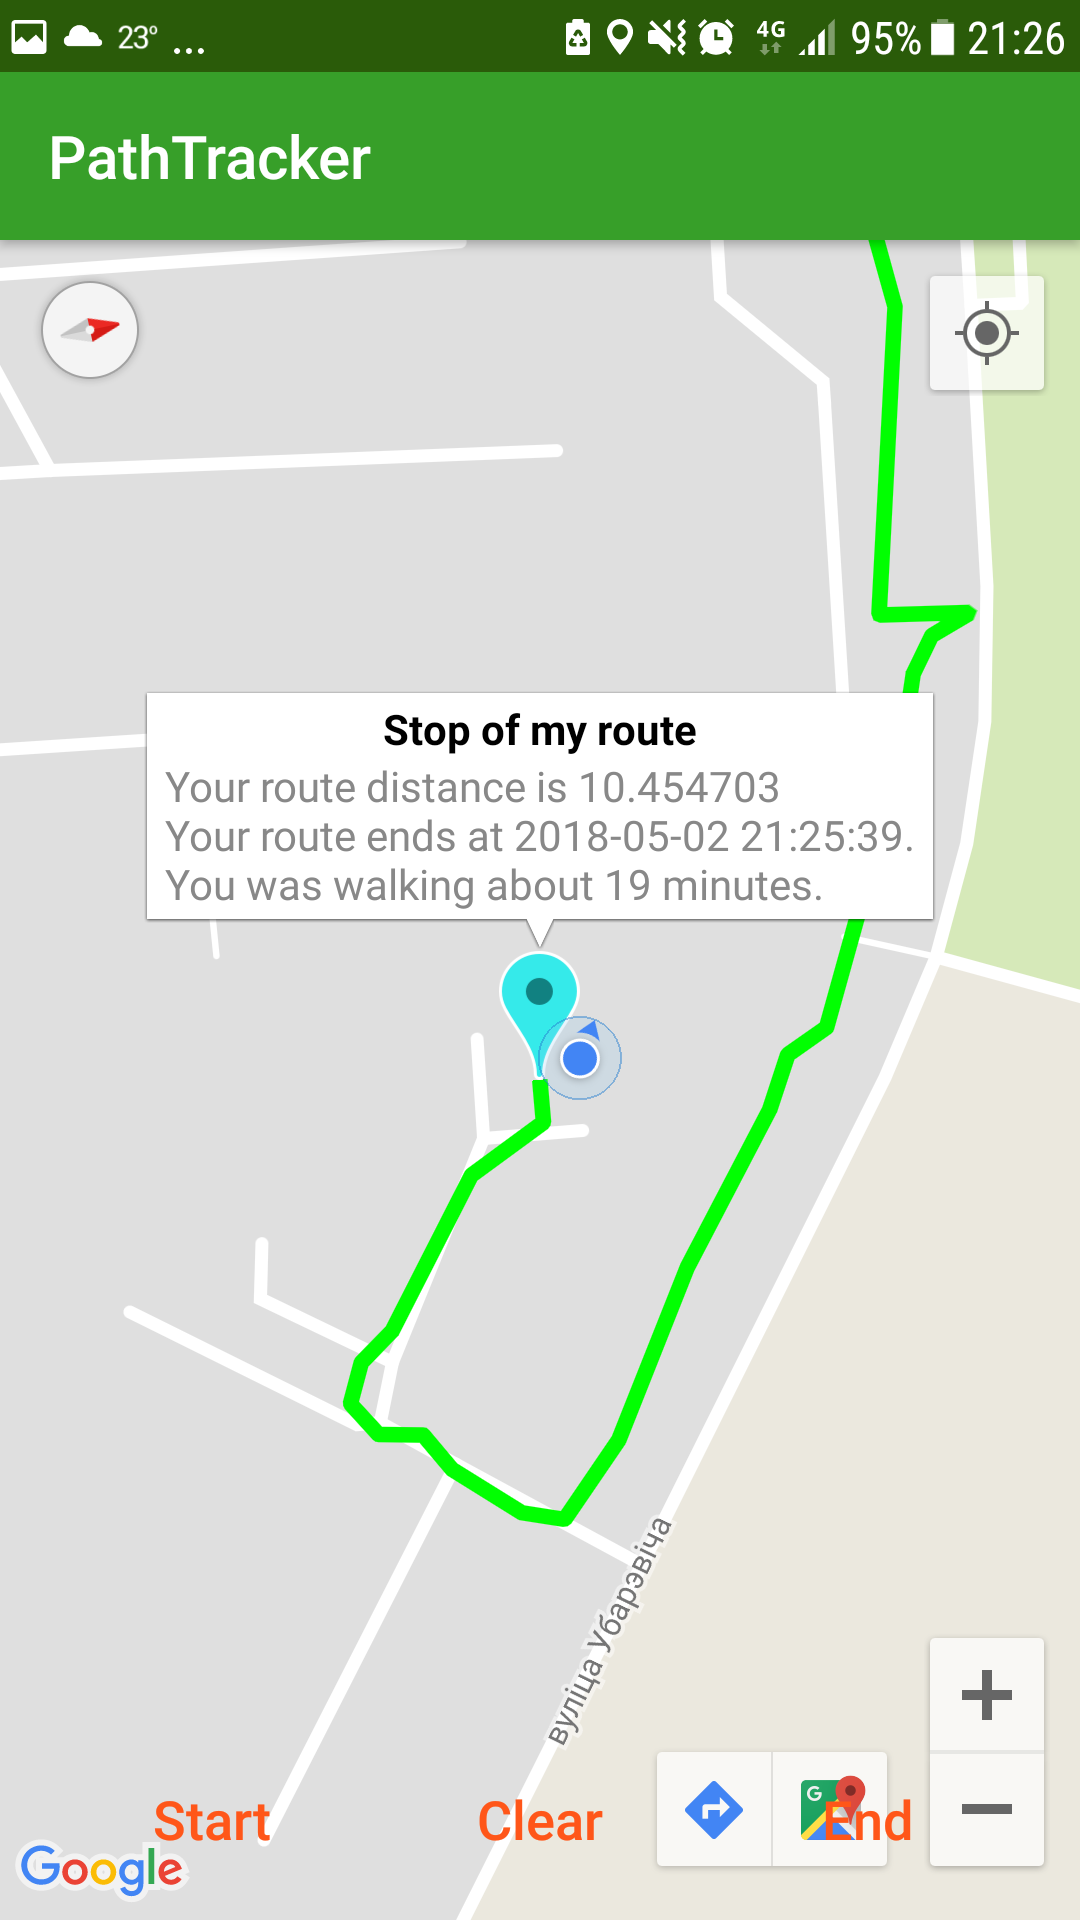 23° ...
4G 95% 21:26
PathTracker
Stop of my route
Your route distance is 10.454703
Your route ends at 2018-05-02 21:25:39.
You was walking about 19 minutes.
вуліца Убарэвіча
Start Clear End
G
Google